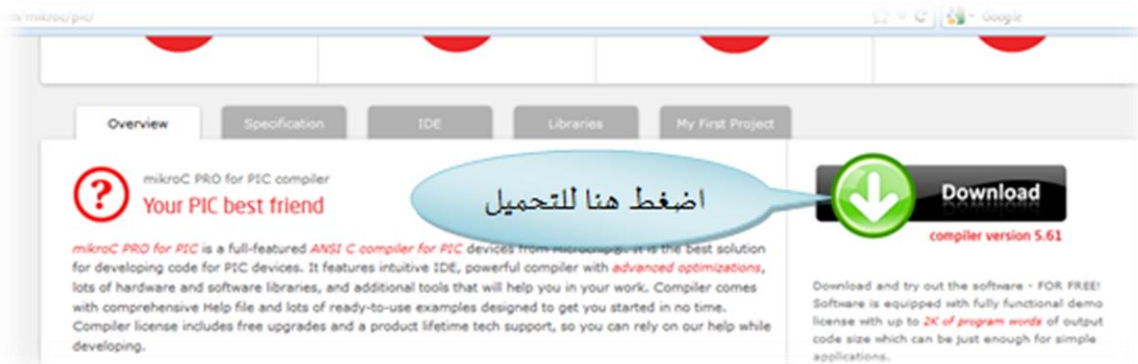 /mikroc/pic/
Google
Overview
Specification
IDE
Libraries
My First Project
mikroC PRO for PIC compiler
Your PIC best friend
اضغط هنا للتحميل
Download
compiler version 5.61
mikroC PRO for PIC is a full-featured ANSI C compiler for PIC devices from Microchip®. It is the best solution
for developing code for PIC devices. It features intuitive IDE, powerful compiler with advanced optimizations,
lots of hardware and software libraries, and additional tools that will help you in your work. Compiler comes
with comprehensive Help file and lots of ready-to-use examples designed to get you started in no time.
Compiler license includes free upgrades and a product lifetime tech support, so you can rely on our help while
developing.
Download and try out the software - FOR FREE!
Software is equipped with fully functional demo
license with up to 2K of program words of output
code size which can be just enough for simple
applications.